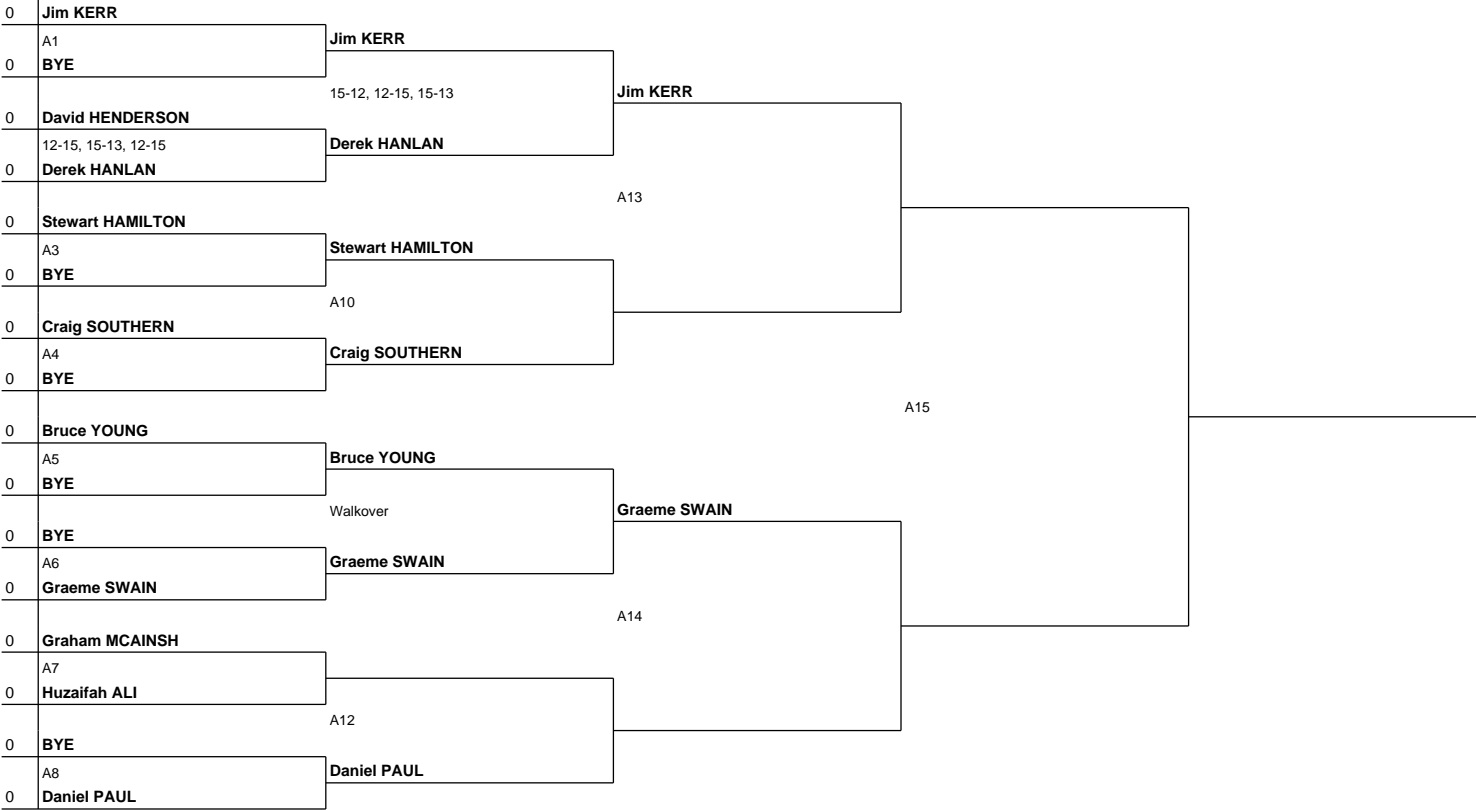 0 Jim KERR
A1 Jim KERR
0 BYE
15-12, 12-15, 15-13 Jim KERR
0 David HENDERSON
12-15, 15-13, 12-15 Derek HANLAN
0 Derek HANLAN
A13
0 Stewart HAMILTON
A3 Stewart HAMILTON
0 BYE
A10
0 Craig SOUTHERN
A4 Craig SOUTHERN
0 BYE
A15
0 Bruce YOUNG
A5 Bruce YOUNG
0 BYE
Walkover Graeme SWAIN
0 BYE
A6 Graeme SWAIN
0 Graeme SWAIN
A14
0 Graham MCAINSH
A7
0 Huzaifah ALI
A12
0 BYE
A8 Daniel PAUL
0 Daniel PAUL